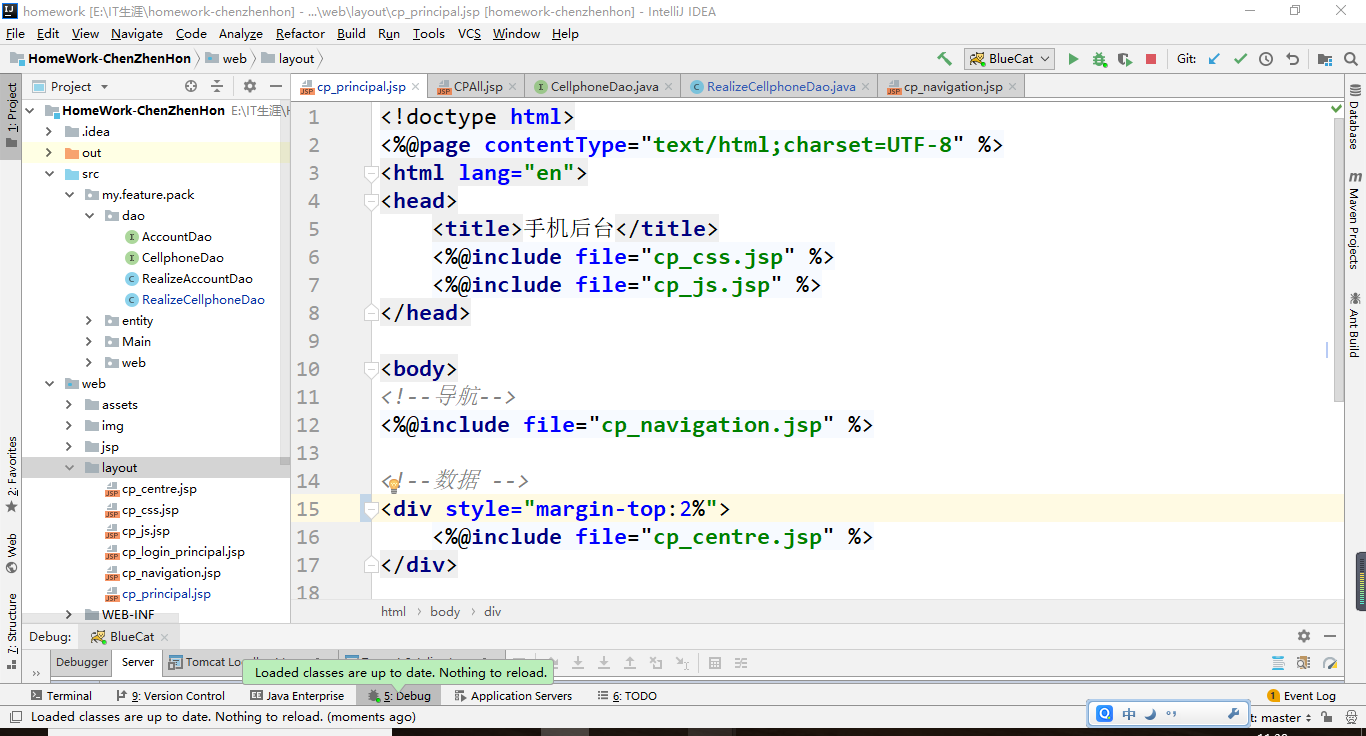 homework [E:\IT生涯\homework-chenzhenhon] - ...\web\layout\cp_principal.jsp [homework-chenzhenhon] - IntelliJ IDEA
File Edit View Navigate Code Analyze Refactor Build Run Tools VCS Window Help
HomeWork-ChenZhenHon web layout BlueCat Git:
1: Project
Project
cp_principal.jsp CPAll.jsp CellphoneDao.java RealizeCellphoneDao.java cp_navigation.jsp
HomeWork-ChenZhenHon E:\IT生涯\
.idea
out
src
my.feature.pack
dao
AccountDao
CellphoneDao
RealizeAccountDao
RealizeCellphoneDao
entity
Main
web
web
assets
img
jsp
layout
cp_centre.jsp
cp_css.jsp
cp_js.jsp
cp_login_principal.jsp
cp_navigation.jsp
cp_principal.jsp
WEB-INF
1 <!doctype html>
2 <%@page contentType="text/html;charset=UTF-8" %>
3 <html lang="en">
4 <head>
5 <title>手机后台</title>
6 <%@include file="cp_css.jsp" %>
7 <%@include file="cp_js.jsp" %>
8 </head>
9
10 <body>
11 <!--导航-->
12 <%@include file="cp_navigation.jsp" %>
13
14 <!--数据 -->
15 <div style="margin-top:2%">
16 <%@include file="cp_centre.jsp" %>
17 </div>
18
html › body › div
Database
Maven Projects
Ant Build
2: Favorites
Web
Z: Structure
Debug: BlueCat
Debugger Server Tomcat
Loaded classes are up to date. Nothing to reload.
Terminal 9: Version Control Java Enterprise 5: Debug Application Servers 6: TODO 1 Event Log
Loaded classes are up to date. Nothing to reload. (moments ago) 中 t: master